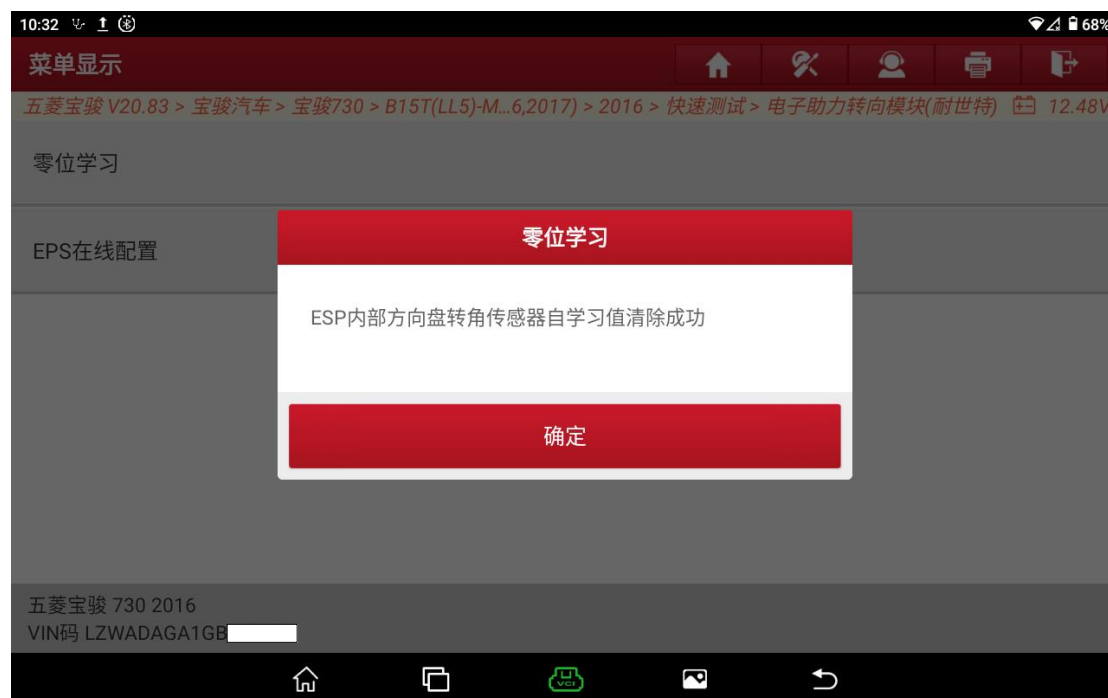 10:32 68%
菜单显示
五菱宝骏 V20.83 > 宝骏汽车 > 宝骏730 > B15T(LL5)-M...6,2017) > 2016 > 快速测试 > 电子助力转向模块(耐世特) 12.48V
零位学习
EPS在线配置
零位学习
ESP内部方向盘转角传感器自学习值清除成功
确定
五菱宝骏 730 2016
VIN码 LZWADAGA1GB
VCI